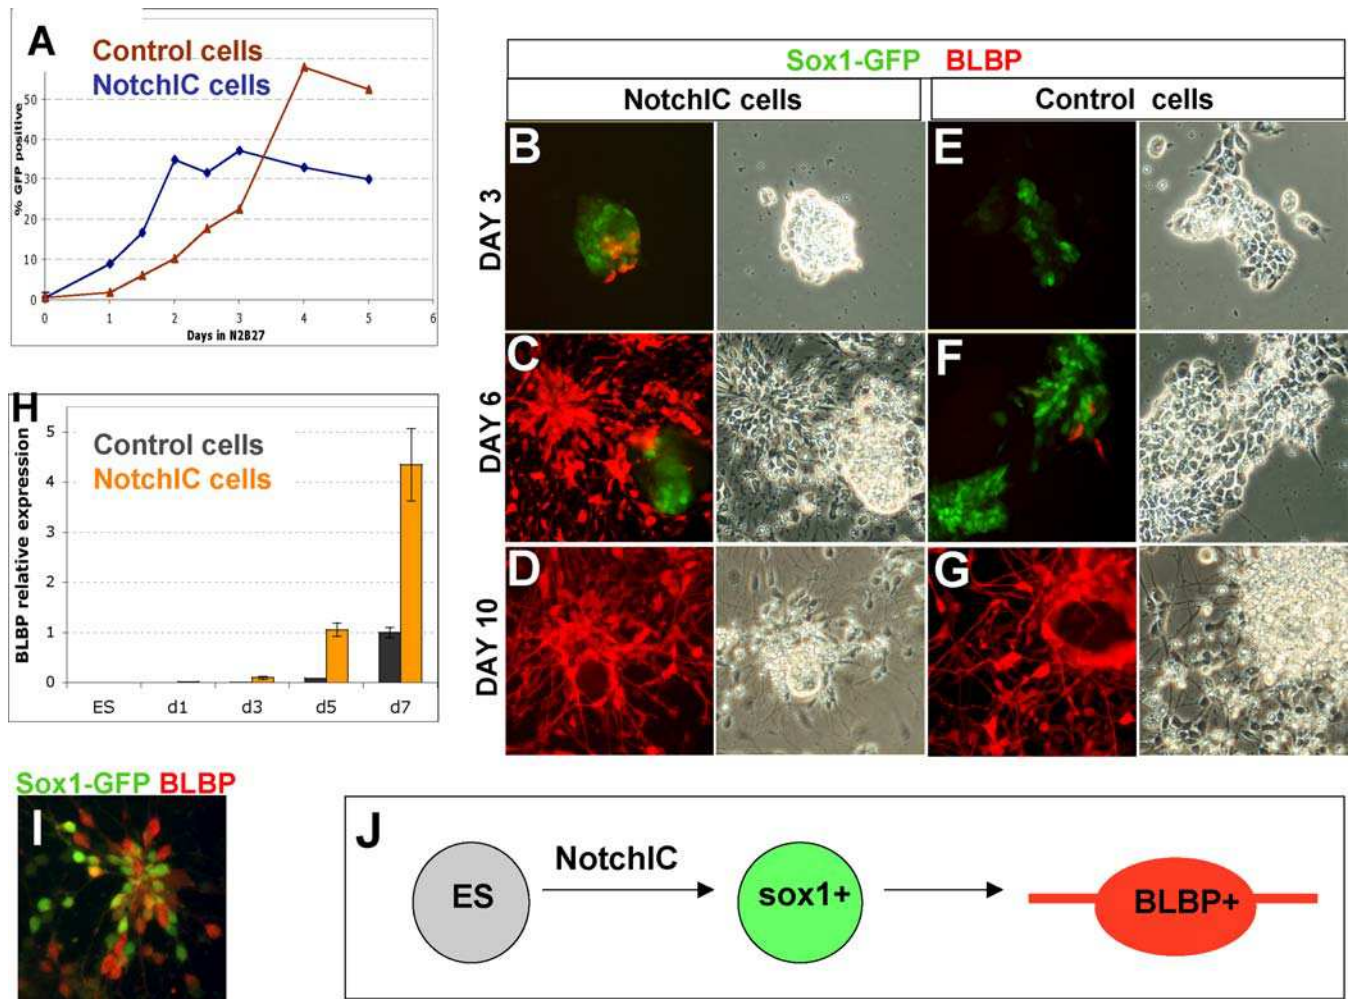 A
Control cells
NotchIC cells
% GFP positive
50
40
30
20
10
0
0 1 2 3 4 5 6
Days in N2B27
H
Control cells
NotchIC cells
BLBP relative expression
5
4
3
2
1
0
ES d1 d3 d5 d7
Sox1-GFP BLBP
NotchIC cells Control cells
DAY 3
B E
DAY 6
C F
DAY 10
D G
Sox1-GFP BLBP
I
J
ES NotchIC sox1+ BLBP+